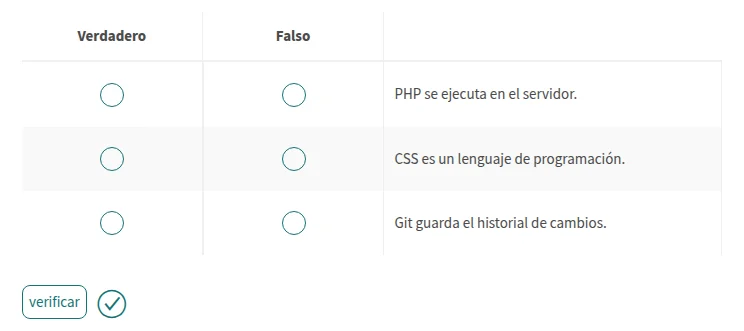 Verdadero Falso
PHP se ejecuta en el servidor.
CSS es un lenguaje de programación.
Git guarda el historial de cambios.
verificar